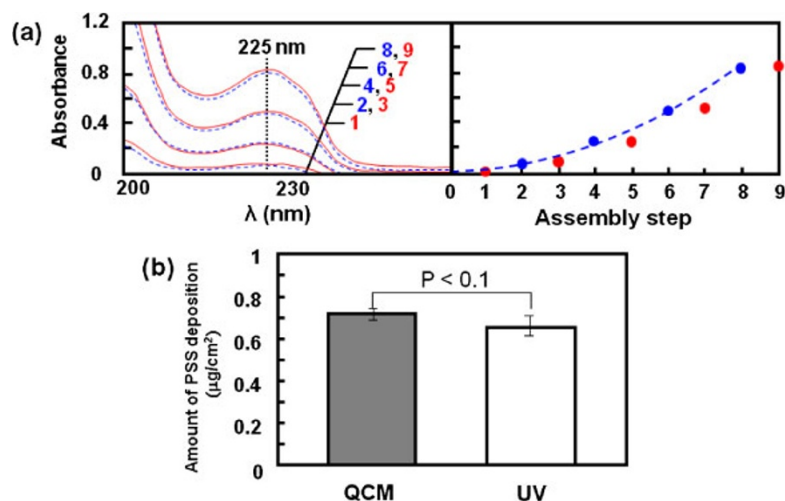 (a)
Absorbance
1.2
0.8
0.4
0
225 nm
8, 9
6, 7
4, 5
2, 3
1
200
230
λ (nm)
0
1
2
3
4
5
6
7
8
9
Assembly step
(b)
Amount of PSS deposition
(µg/cm²)
1
0.8
0.6
0.4
0.2
0
P < 0.1
QCM
UV